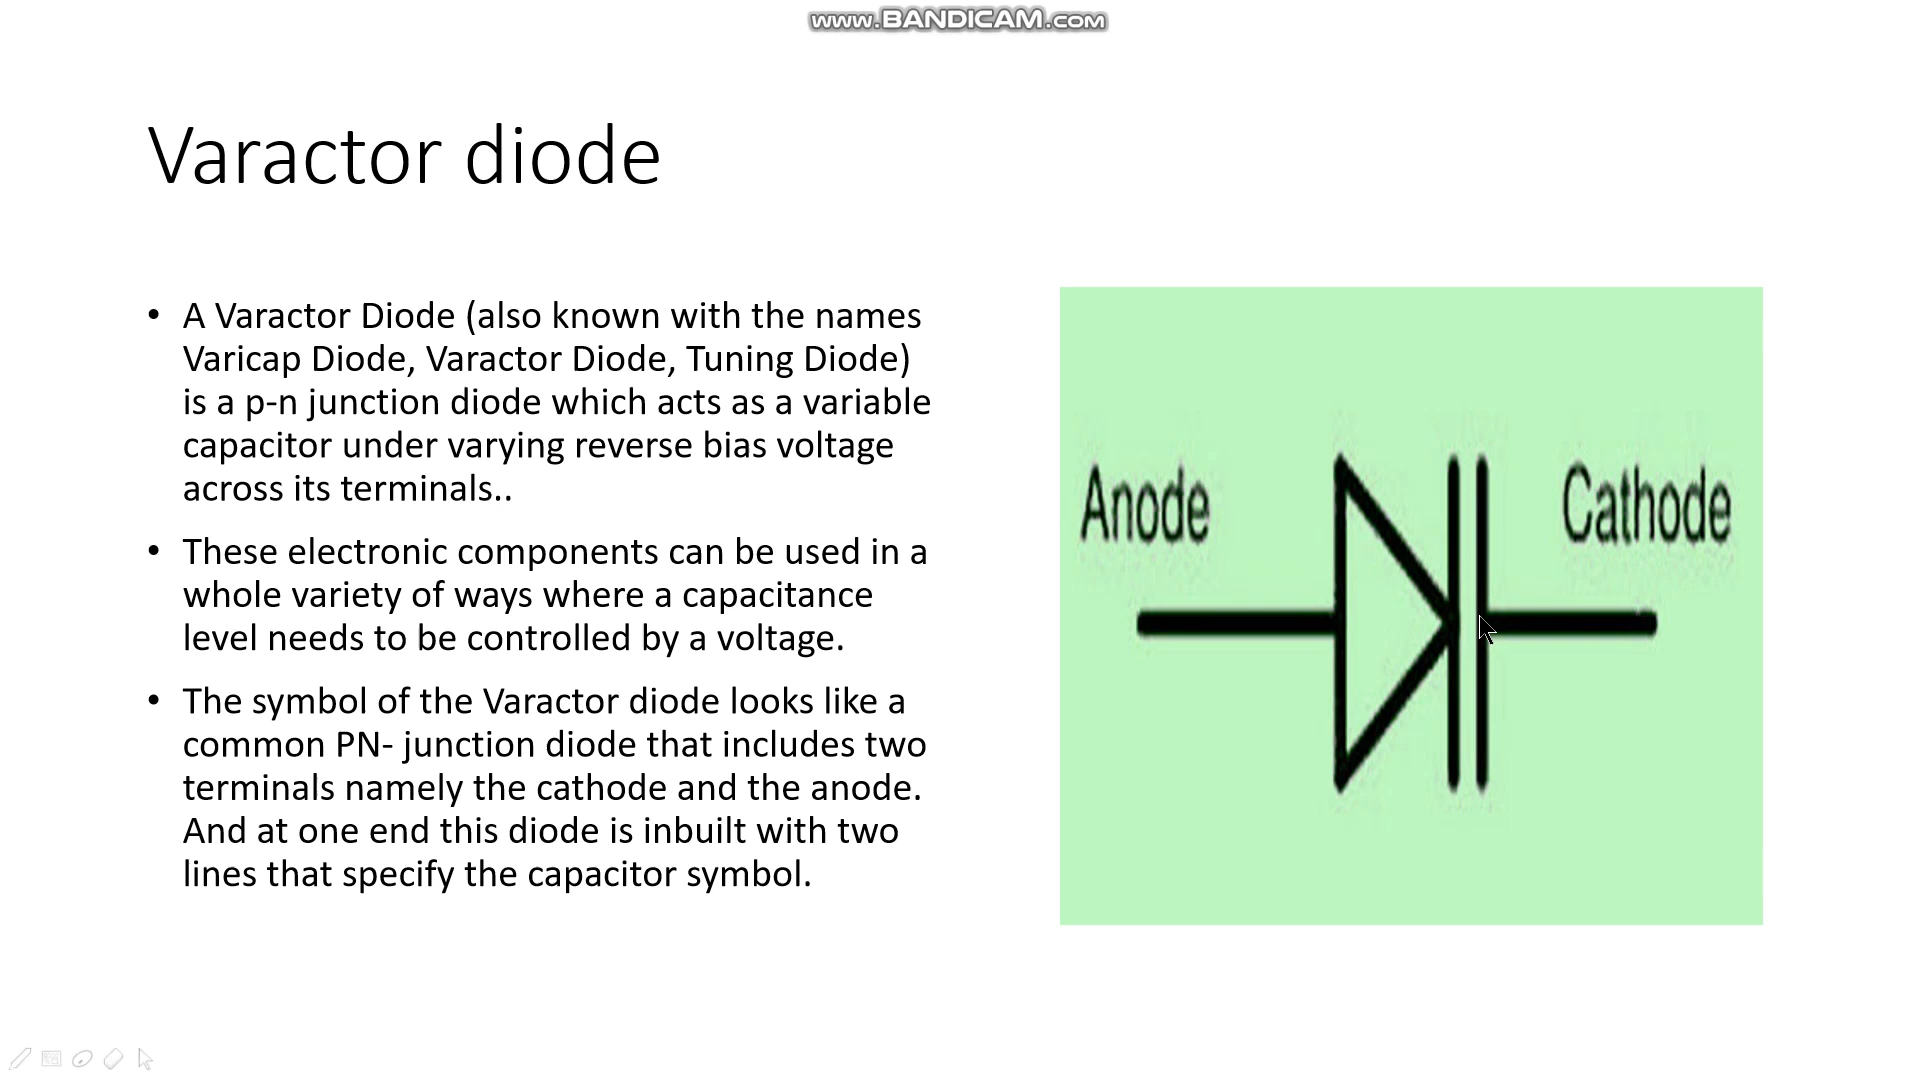 www.BANDICAM.com
Varactor diode
• A Varactor Diode (also known with the names
Varicap Diode, Varactor Diode, Tuning Diode)
is a p-n junction diode which acts as a variable
capacitor under varying reverse bias voltage
across its terminals..
• These electronic components can be used in a
whole variety of ways where a capacitance
level needs to be controlled by a voltage.
• The symbol of the Varactor diode looks like a
common PN- junction diode that includes two
terminals namely the cathode and the anode.
And at one end this diode is inbuilt with two
lines that specify the capacitor symbol.
Anode
Cathode